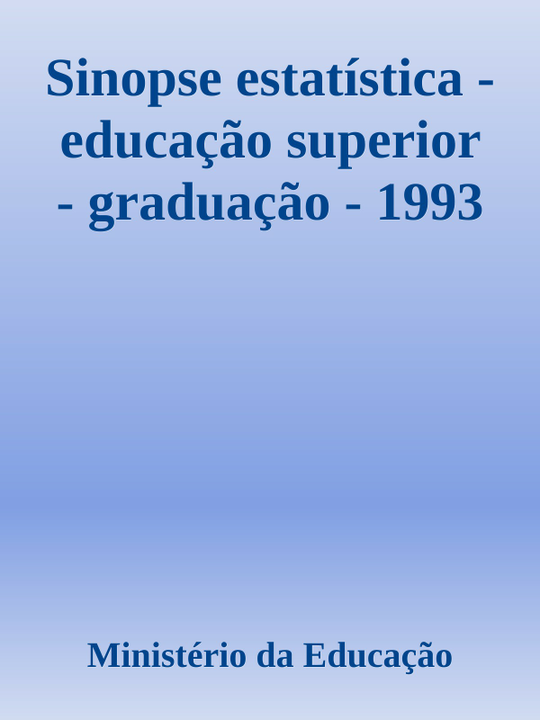 Sinopse estatística -
educação superior
- graduação - 1993
Ministério da Educação